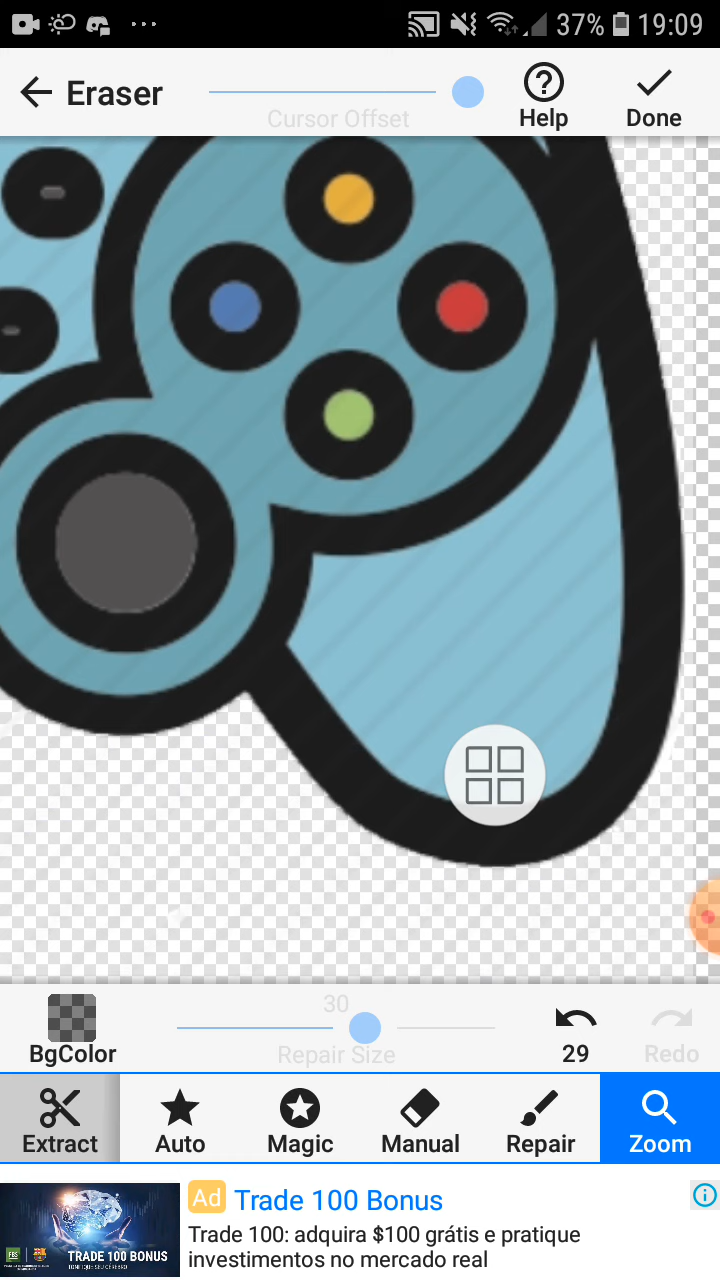 37% 19:09
Eraser
Cursor Offset
Help
Done
30
Repair Size
BgColor
29
Redo
Extract
Auto
Magic
Manual
Repair
Zoom
Ad Trade 100 Bonus
Trade 100: adquira $100 grátis e pratique
investimentos no mercado real
FBS
TRADE 100 BONUS